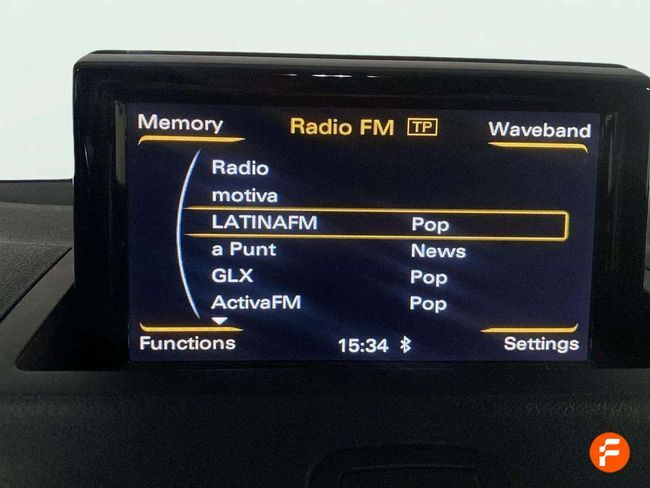 Memory
Radio FM TP
Waveband
Radio
motiva
LATINAFM Pop
a Punt News
GLX Pop
ActivaFM Pop
Functions
15:34
Settings